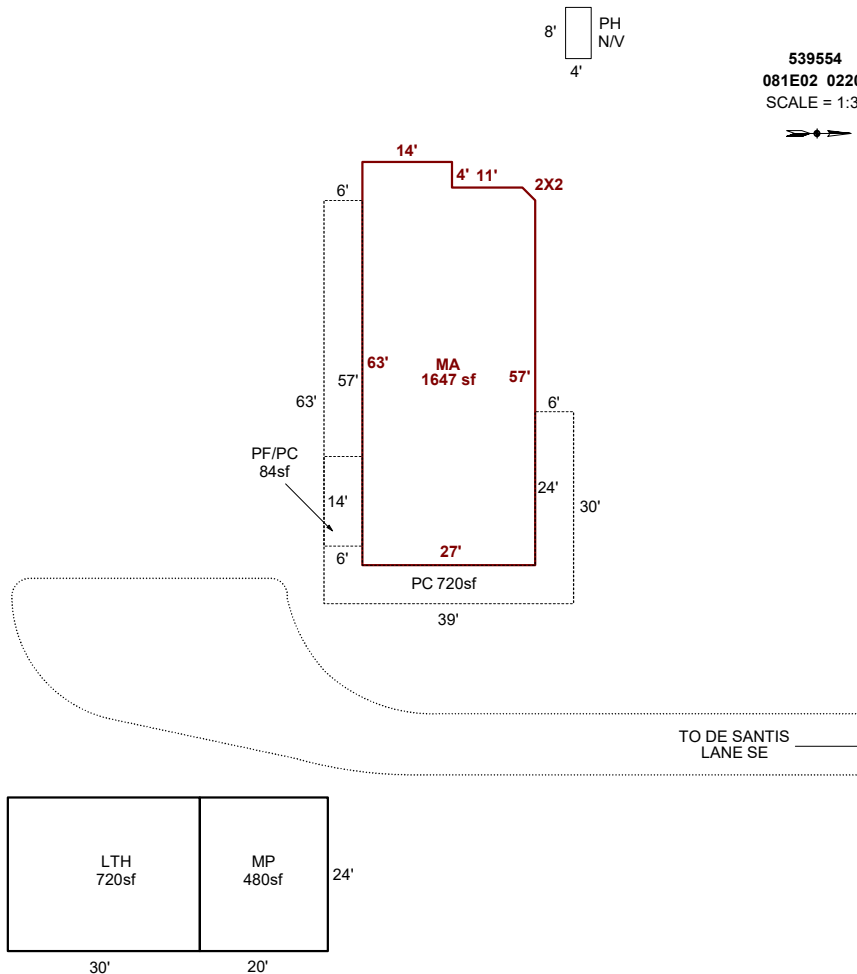 8'
PH
N/V
4'
539554
081E02 0220
SCALE = 1:3
14'
4'
11'
2X2
6'
63'
57'
63'
MA
1647 sf
57'
6'
PF/PC
84sf
14'
24'
30'
6'
27'
PC 720sf
39'
TO DE SANTIS
LANE SE
LTH
720sf
MP
480sf
24'
30'
20'